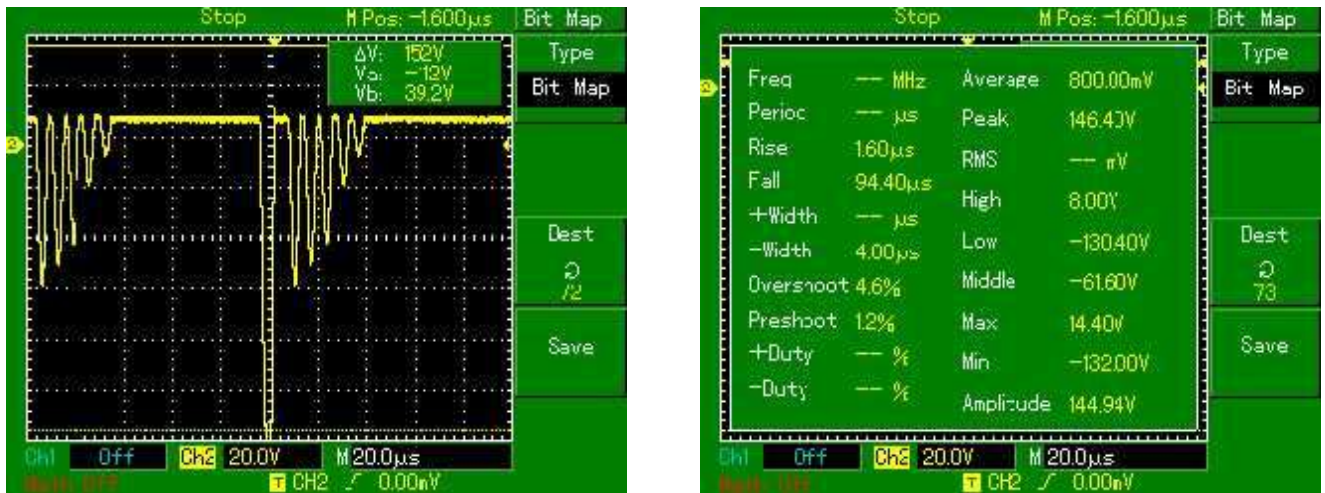 Stop M Pos: -1.600μs Bit Map
ΔV: 152V
Va:
Vb: 39.2V
Type
Bit Map
2
Dest
Save
Ch1 Off Ch2 20.0V M 20.0μs
T CH2 0.00mV
Stop M Pos: -1.600μs Bit Map
Type
Bit Map
2
Freq -- MHz Average 800.00mV
Period -- μs Peak 146.40V
Rise 1.60μs RMS -- mV
Fall 94.40μs High 8.00V
+Width -- μs Low -130.40V
-Width 4.00μs Middle -61.60V
Overshoot 4.6% Max 14.40V
Preshoot 1.2% Min -132.00V
+Duty -- %
-Duty -- % Amplitude 144.94V
Dest
73
Save
Ch1 Off Ch2 20.0V M 20.0μs
T CH2 0.00mV